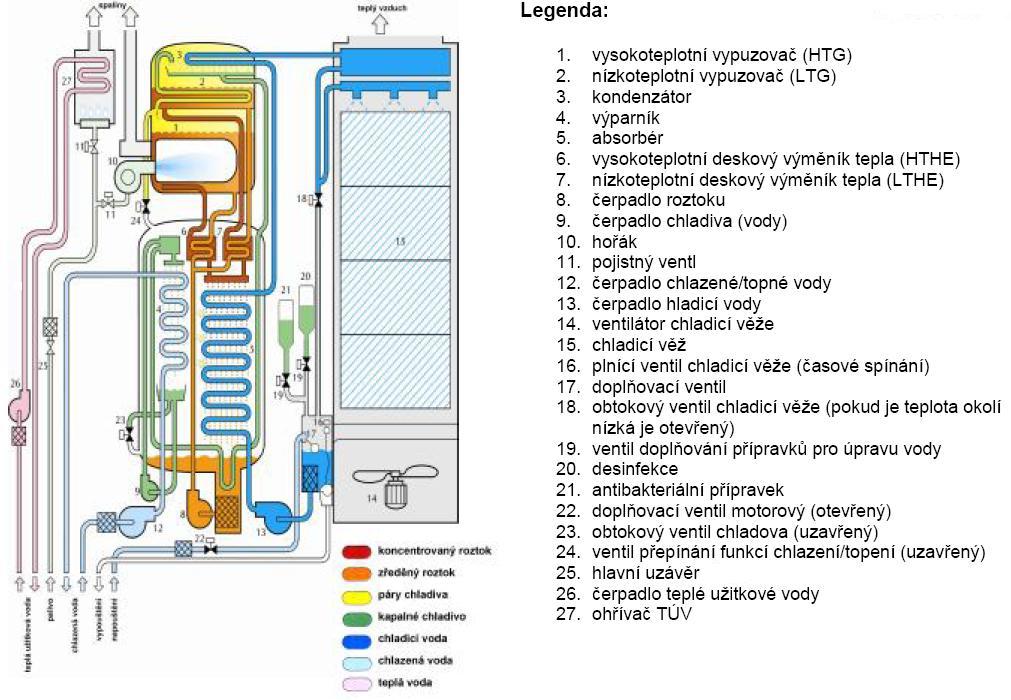 spaliny
teplý vzduch
27
3
2
1
11
10
11
24
18
15
6
7
20
21
4
5
19
19
25
26
23
16
17
9
8
12
13
14
22
teplá užitková voda
palivo
chlazená voda
vypouštění
napouštění
koncentrovaný roztok
zředěný roztok
páry chladiva
kapalné chladivo
chladicí voda
chlazená voda
teplá voda
Legenda:
1. vysokoteplotní vypuzovač (HTG)
2. nízkoteplotní vypuzovač (LTG)
3. kondenzátor
4. výparník
5. absorbér
6. vysokoteplotní deskový výměník tepla (HTHE)
7. nízkoteplotní deskový výměník tepla (LTHE)
8. čerpadlo roztoku
9. čerpadlo chladiva (vody)
10. hořák
11. pojistný ventl
12. čerpadlo chlazené/topné vody
13. čerpadlo hladicí vody
14. ventilátor chladicí věže
15. chladicí věž
16. plnící ventil chladicí věže (časové spínání)
17. doplňovací ventil
18. obtokový ventil chladicí věže (pokud je teplota okolí
nízká je otevřený)
19. ventil doplňování přípravků pro úpravu vody
20. desinfekce
21. antibakteriální přípravek
22. doplňovací ventil motorový (otevřený)
23. obtokový ventil chladova (uzavřený)
24. ventil přepínání funkcí chlazení/topení (uzavřený)
25. hlavní uzávěr
26. čerpadlo teplé užitkové vody
27. ohřívač TÚV